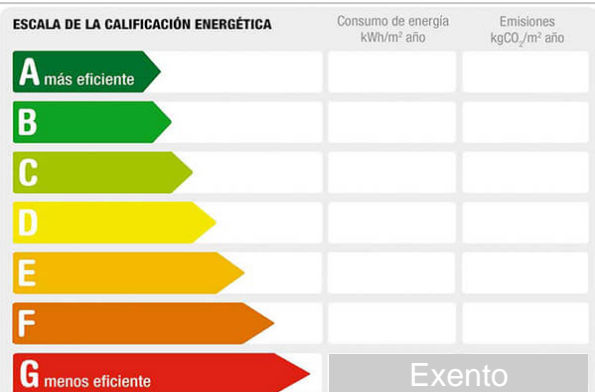 ESCALA DE LA CALIFICACIÓN ENERGÉTICA
Consumo de energía
kWh/m² año
Emisiones
kgCO₂/m² año
A más eficiente
B
C
D
E
F
G menos eficiente
Exento